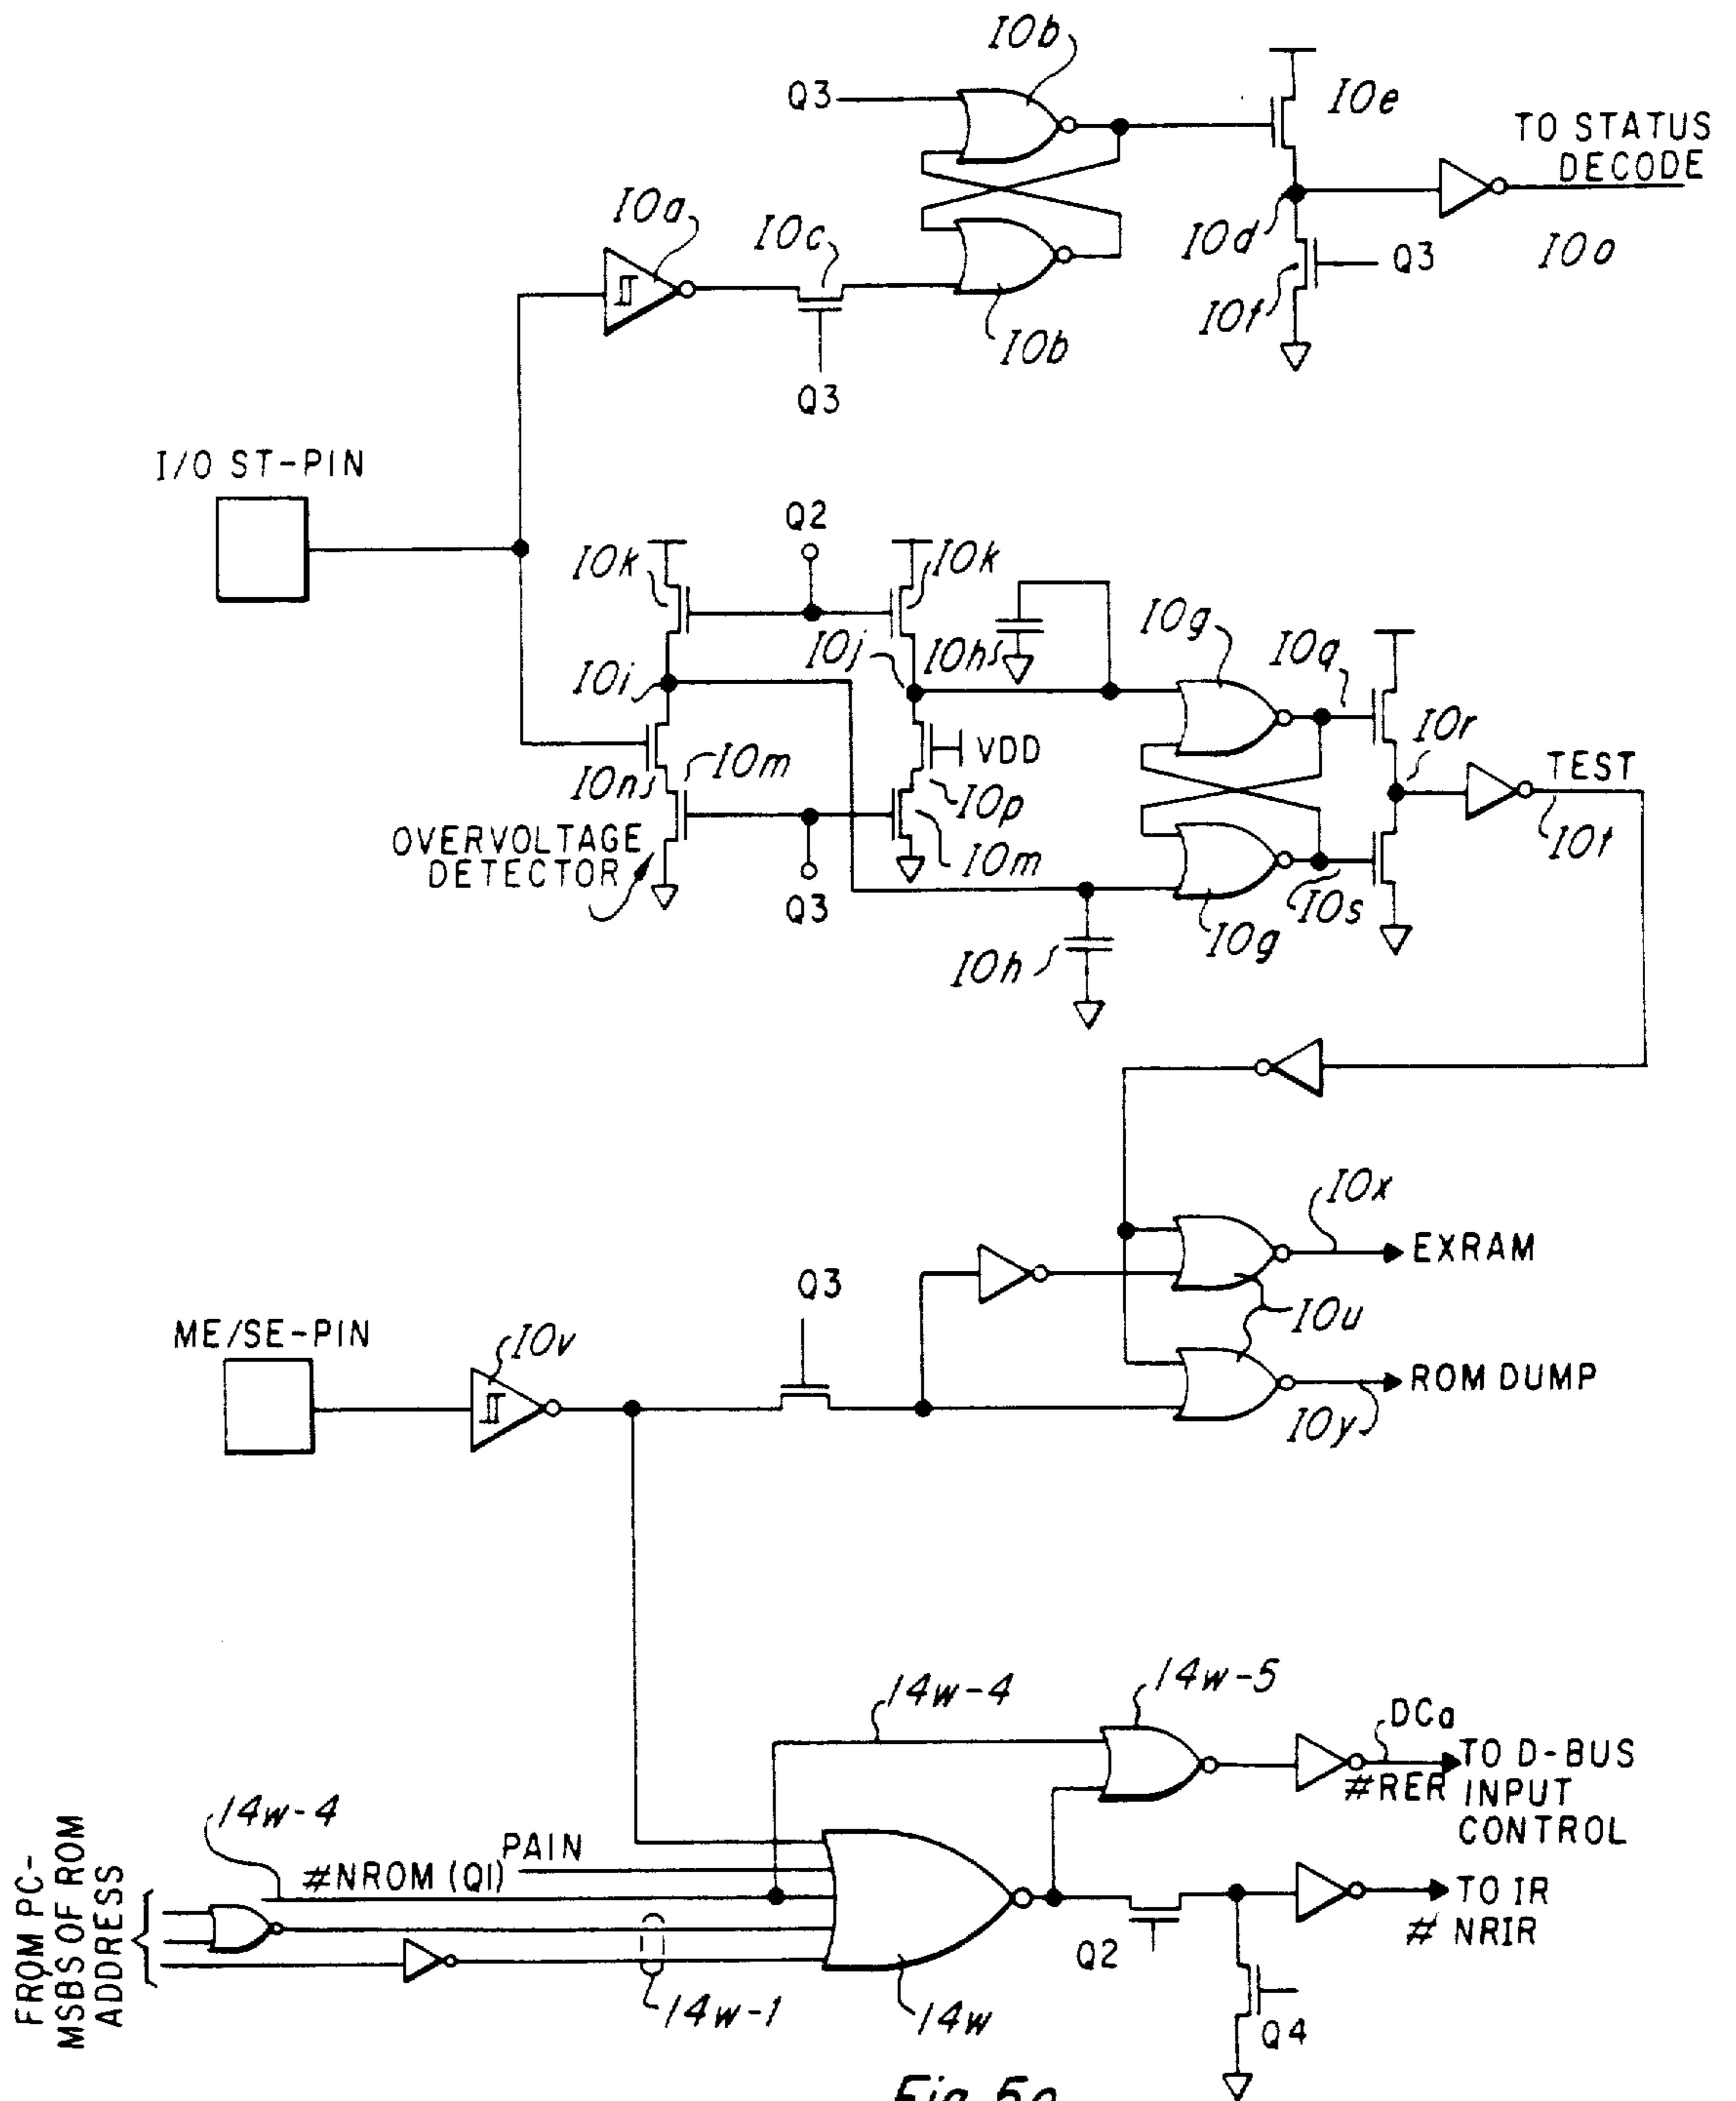 10b
Q3
10e
TO STATUS
DECODE
10a
10c
10d
Q3
10o
10f
10b
Q3
I/O ST-PIN
Q2
10k
10k
10g
10h
10j
10q
10i
10r
VDD
TEST
10n
10m
10p
10t
OVERVOLTAGE
DETECTOR
10m
Q3
10s
10g
10h
10x
EXRAM
Q3
10u
ME/SE-PIN
10v
ROM DUMP
10y
14w-4
14w-5
DCa
TO D-BUS
#RER INPUT
CONTROL
14w-4
PAIN
#NROM (Q1)
FROM PC-
MSBS OF ROM
ADDRESS
TO IR
# NRIR
Q2
14w-1
14w
Q4